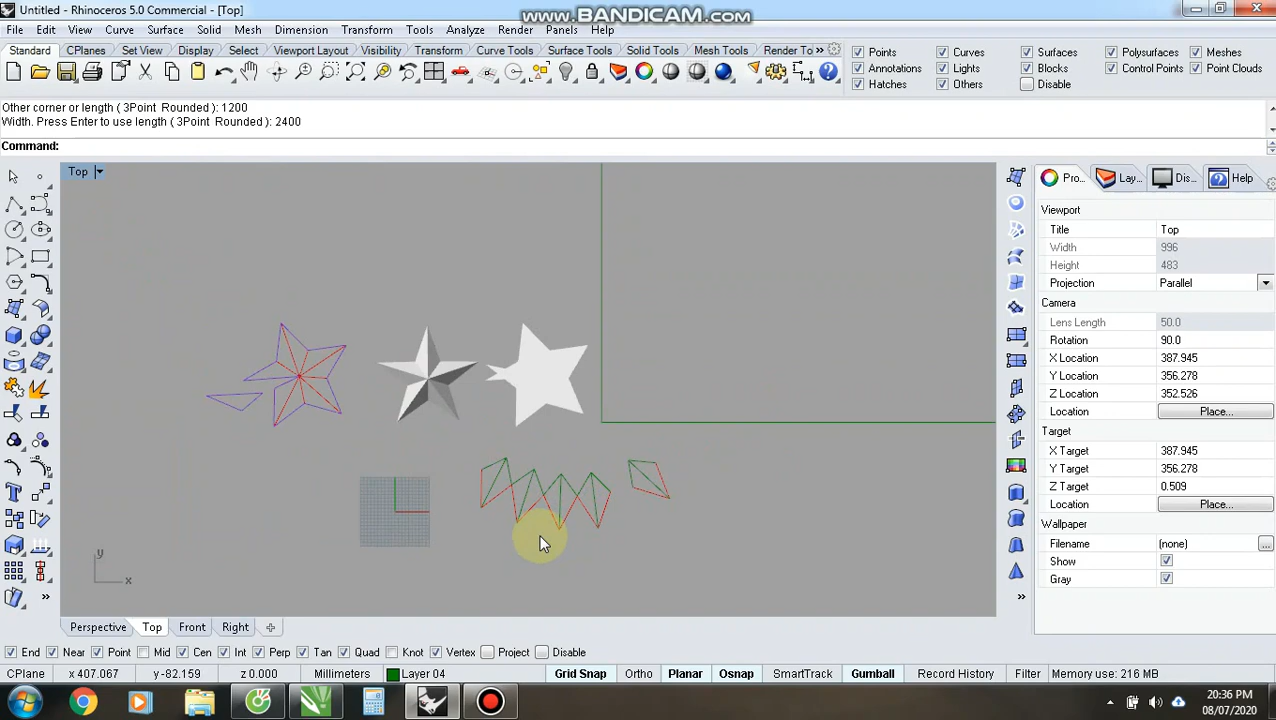 Untitled - Rhinoceros 5.0 Commercial - [Top]
www.BANDICAM.com
File Edit View Curve Surface Solid Mesh Dimension Transform Tools Analyze Render Panels Help
Standard CPlanes Set View Display Select Viewport Layout Visibility Transform Curve Tools Surface Tools Solid Tools Mesh Tools Render To
Points Curves Surfaces Polysurfaces Meshes
Annotations Lights Blocks Control Points Point Clouds
Hatches Others Disable
Other corner or length ( 3Point Rounded ): 1200
Width. Press Enter to use length ( 3Point Rounded ): 2400
Command:
Top
Pro... Lay... Dis... Help
Viewport
Title Top
Width 996
Height 483
Projection Parallel
Camera
Lens Length 50.0
Rotation 90.0
X Location 387.945
Y Location 356.278
Z Location 352.526
Location Place...
Target
X Target 387.945
Y Target 356.278
Z Target 0.509
Location Place...
Wallpaper
Filename (none)
Show
Gray
y
x
Perspective Top Front Right
End Near Point Mid Cen Int Perp Tan Quad Knot Vertex Project Disable
CPlane x 407.067 y -82.159 z 0.000 Millimeters Layer 04 Grid Snap Ortho Planar Osnap SmartTrack Gumball Record History Filter Memory use: 216 MB
20:36 PM
08/07/2020